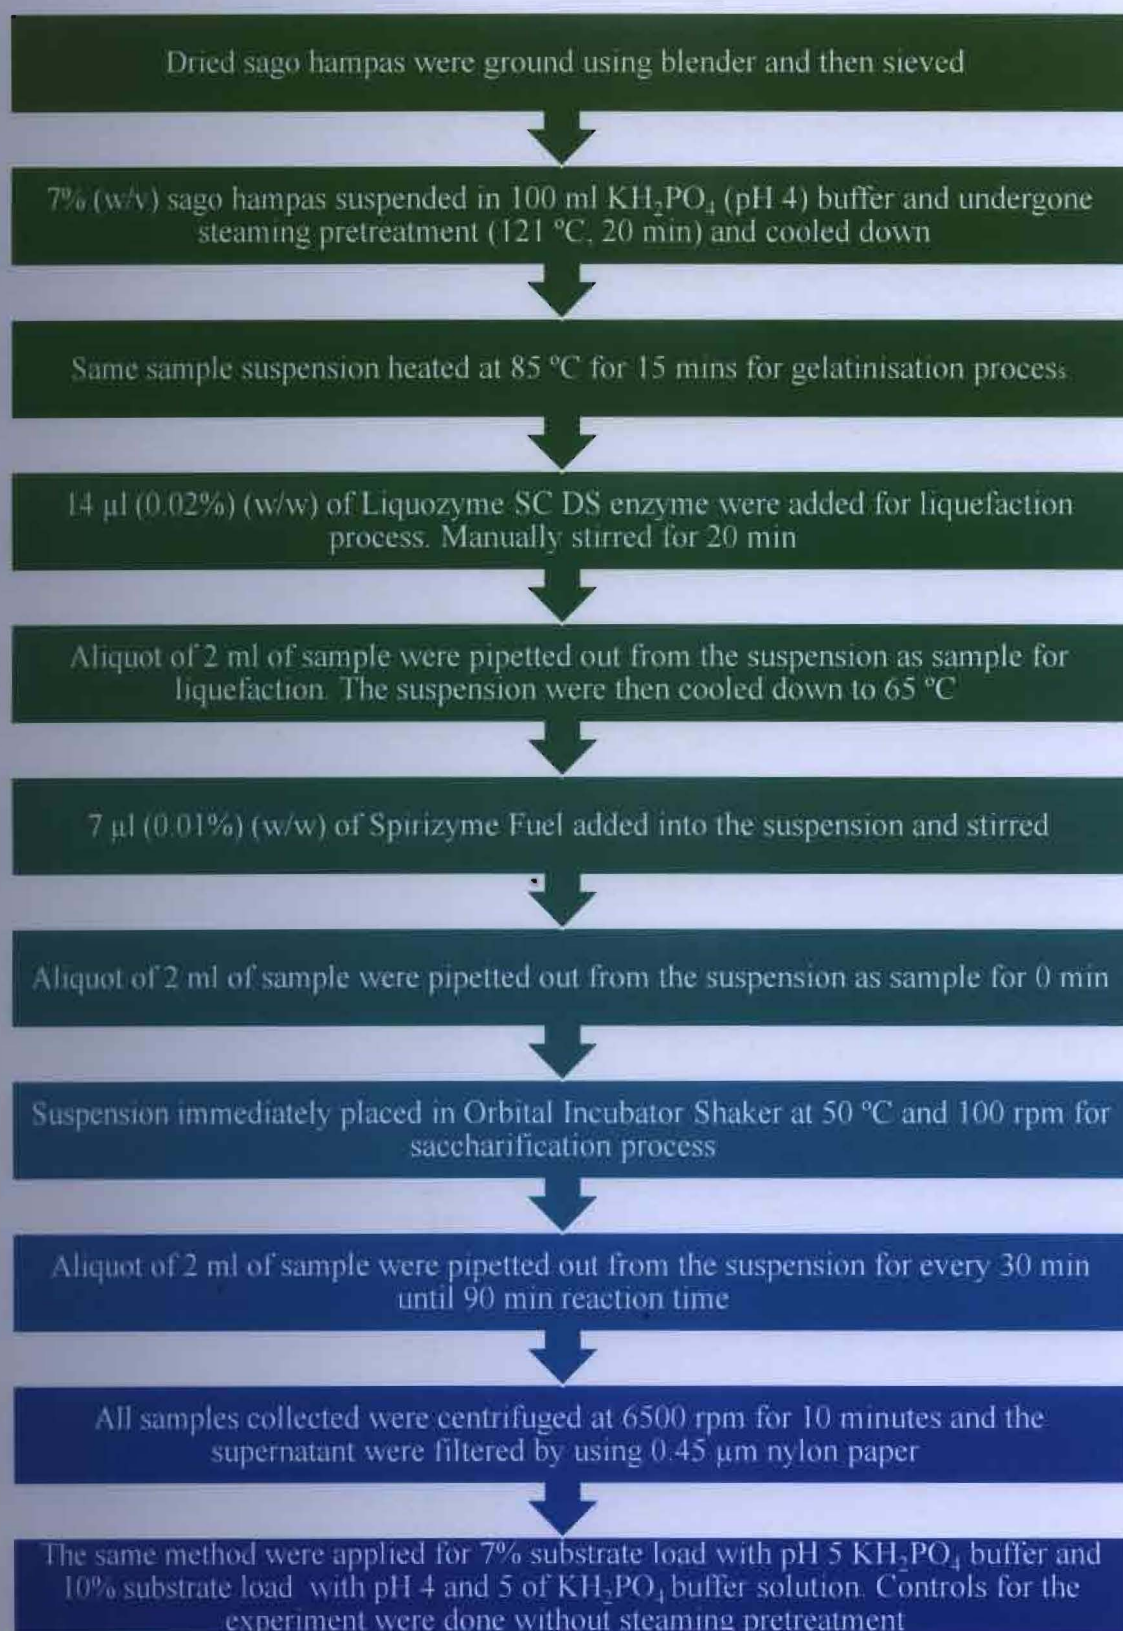 Dried sago hampas were ground using blender and then sieved
7% (w/v) sago hampas suspended in 100 ml KH₂PO₄ (pH 4) buffer and undergone
steaming pretreatment (121 ºC, 20 min) and cooled down
Same sample suspension heated at 85 ºC for 15 mins for gelatinisation process
14 µl (0.02%) (w/w) of Liquozyme SC DS enzyme were added for liquefaction
process. Manually stirred for 20 min
Aliquot of 2 ml of sample were pipetted out from the suspension as sample for
liquefaction. The suspension were then cooled down to 65 ºC
7 µl (0.01%) (w/w) of Spirizyme Fuel added into the suspension and stirred
Aliquot of 2 ml of sample were pipetted out from the suspension as sample for 0 min
Suspension immediately placed in Orbital Incubator Shaker at 50 ºC and 100 rpm for
saccharification process
Aliquot of 2 ml of sample were pipetted out from the suspension for every 30 min
until 90 min reaction time
All samples collected were centrifuged at 6500 rpm for 10 minutes and the
supernatant were filtered by using 0.45 µm nylon paper
The same method were applied for 7% substrate load with pH 5 KH₂PO₄ buffer and
10% substrate load with pH 4 and 5 of KH₂PO₄ buffer solution. Controls for the
experiment were done without steaming pretreatment